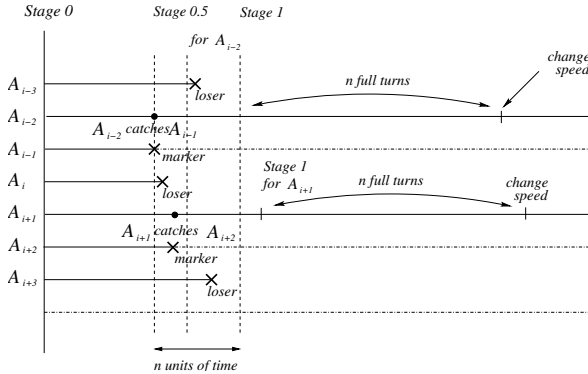 Stage 0
Stage 0.5
Stage 1
for A_{i-2}
change
speed
n full turns
A_{i-3}
loser
A_{i-2}
A_{i-2} catches A_{i-1}
A_{i-1}
marker
Stage 1
for A_{i+1}
n full turns
change
speed
A_i
loser
A_{i+1}
A_{i+1} catches A_{i+2}
A_{i+2}
marker
A_{i+3}
loser
n units of time